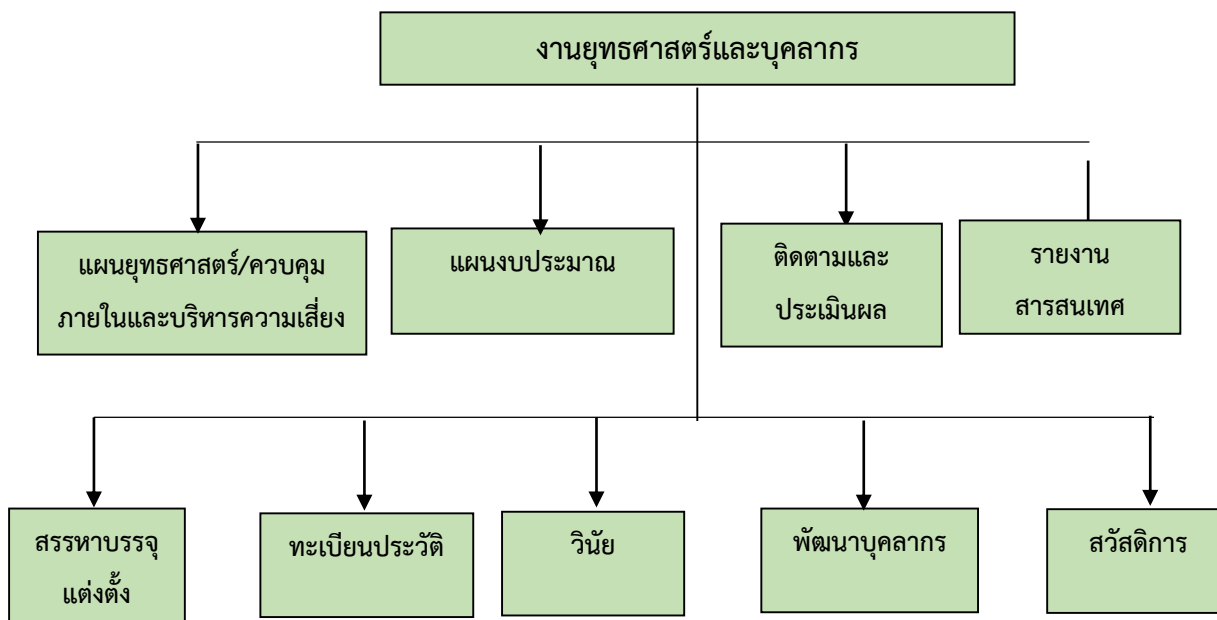 งานยุทธศาสตร์และบุคลากร
แผนยุทธศาสตร์/ควบคุม
ภายในและบริหารความเสี่ยง
แผนงบประมาณ
ติดตามและ
ประเมินผล
รายงาน
สารสนเทศ
สรรหาบรรจุ
แต่งตั้ง
ทะเบียนประวัติ
วินัย
พัฒนาบุคลากร
สวัสดิการ